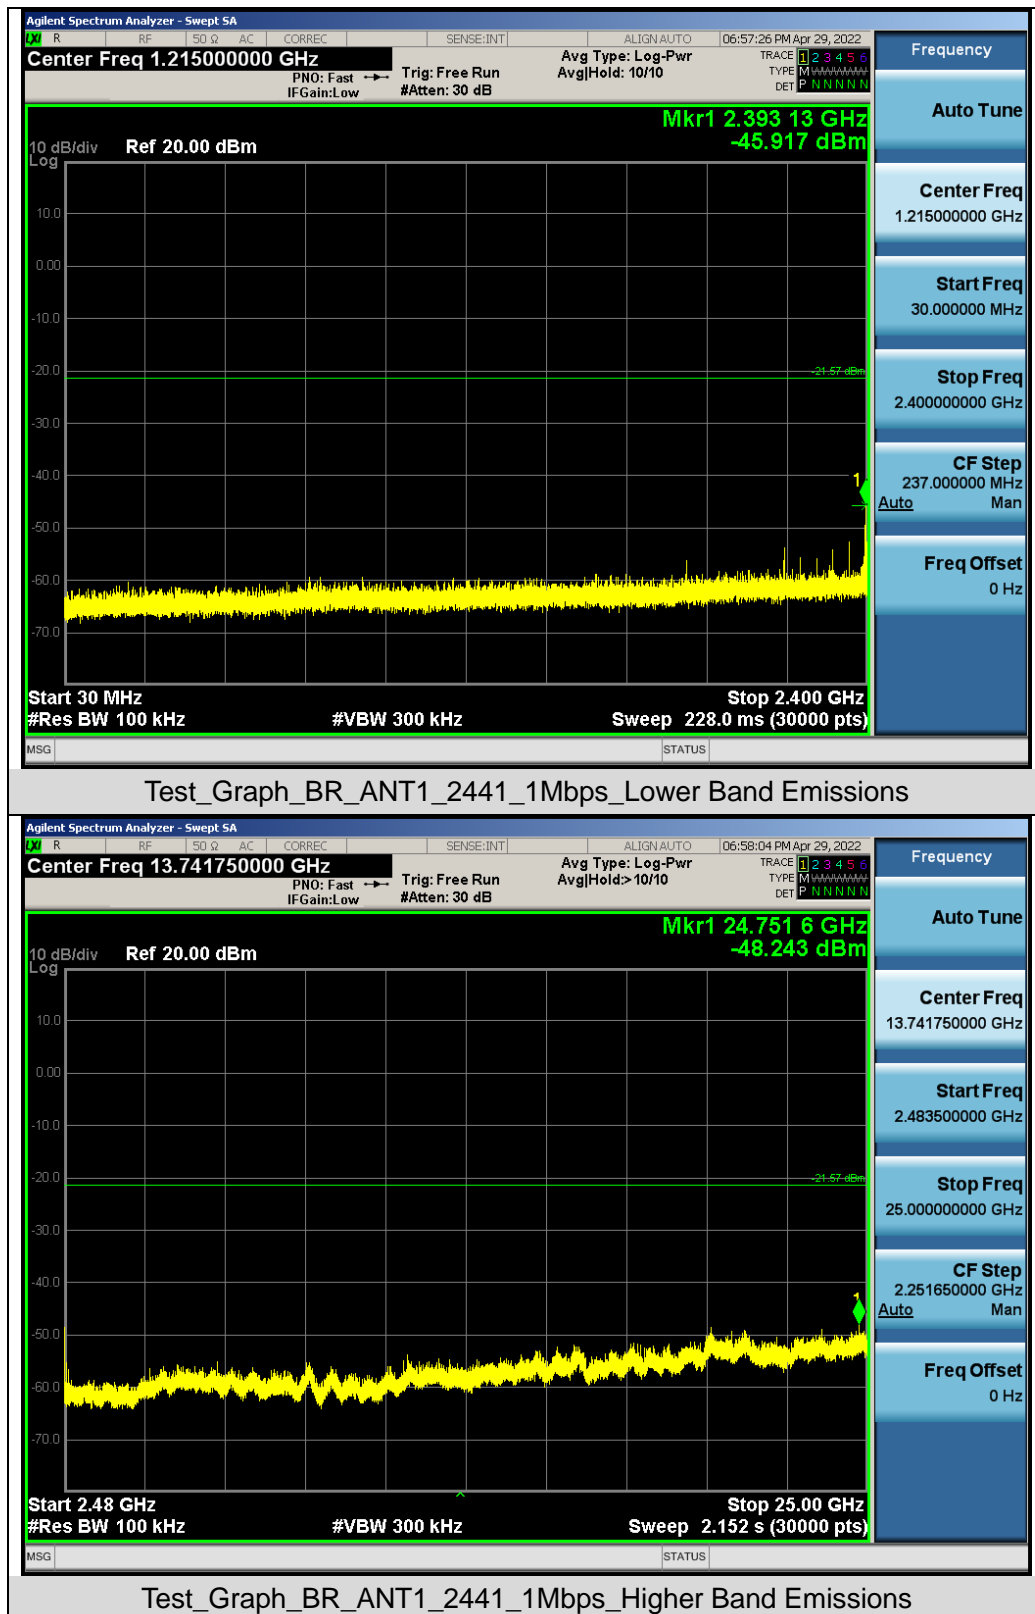 Agilent Spectrum Analyzer - Swept SA
LXI R RF 50 Ω AC CORREC SENSE:INT ALIGN AUTO 06:57:26 PM Apr 29, 2022
Center Freq 1.215000000 GHz
PNO: Fast
IFGain:Low
Trig: Free Run
#Atten: 30 dB
Avg Type: Log-Pwr
Avg|Hold: 10/10
TRACE 1 2 3 4 5 6
TYPE M
DET P N N N N N
Mkr1 2.393 13 GHz
-45.917 dBm
10 dB/div Ref 20.00 dBm
Log
10.0
0.00
-10.0
-20.0
-21.57 dBm
-30.0
-40.0
1
-50.0
-60.0
-70.0
Start 30 MHz Stop 2.400 GHz
#Res BW 100 kHz #VBW 300 kHz Sweep 228.0 ms (30000 pts)
MSG STATUS
Frequency
Auto Tune
Center Freq
1.215000000 GHz
Start Freq
30.000000 MHz
Stop Freq
2.400000000 GHz
CF Step
237.000000 MHz
Auto Man
Freq Offset
0 Hz
Test_Graph_BR_ANT1_2441_1Mbps_Lower Band Emissions
Agilent Spectrum Analyzer - Swept SA
LXI R RF 50 Ω AC CORREC SENSE:INT ALIGN AUTO 06:58:04 PM Apr 29, 2022
Center Freq 13.741750000 GHz
PNO: Fast
IFGain:Low
Trig: Free Run
#Atten: 30 dB
Avg Type: Log-Pwr
Avg|Hold:>10/10
TRACE 1 2 3 4 5 6
TYPE M
DET P N N N N N
Mkr1 24.751 6 GHz
-48.243 dBm
10 dB/div Ref 20.00 dBm
Log
10.0
0.00
-10.0
-20.0
-21.57 dBm
-30.0
-40.0
1
-50.0
-60.0
-70.0
Start 2.48 GHz Stop 25.00 GHz
#Res BW 100 kHz #VBW 300 kHz Sweep 2.152 s (30000 pts)
MSG STATUS
Frequency
Auto Tune
Center Freq
13.741750000 GHz
Start Freq
2.483500000 GHz
Stop Freq
25.000000000 GHz
CF Step
2.251650000 GHz
Auto Man
Freq Offset
0 Hz
Test_Graph_BR_ANT1_2441_1Mbps_Higher Band Emissions